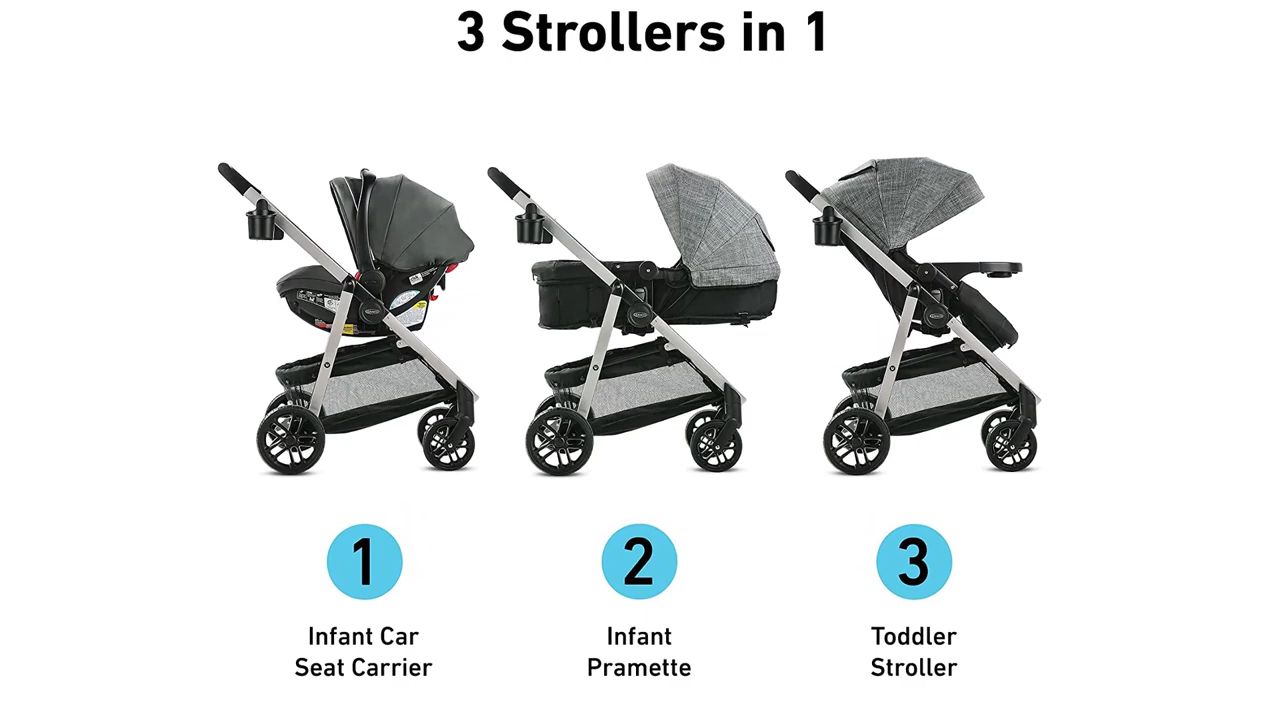 3 Strollers in 1
1
2
3
Infant Car
Seat Carrier
Infant
Pramette
Toddler
Stroller